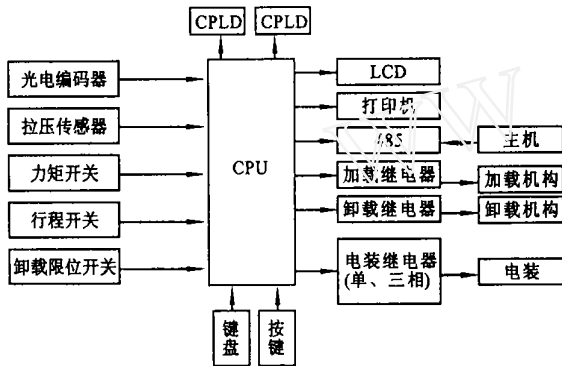 CPLD
CPLD
光电编码器
拉压传感器
力矩开关
行程开关
卸载限位开关
CPU
LCD
打印机
485
主机
加载继电器
加载机构
卸载继电器
卸载机构
电装继电器
(单、三相)
电装
键盘
按键
WW